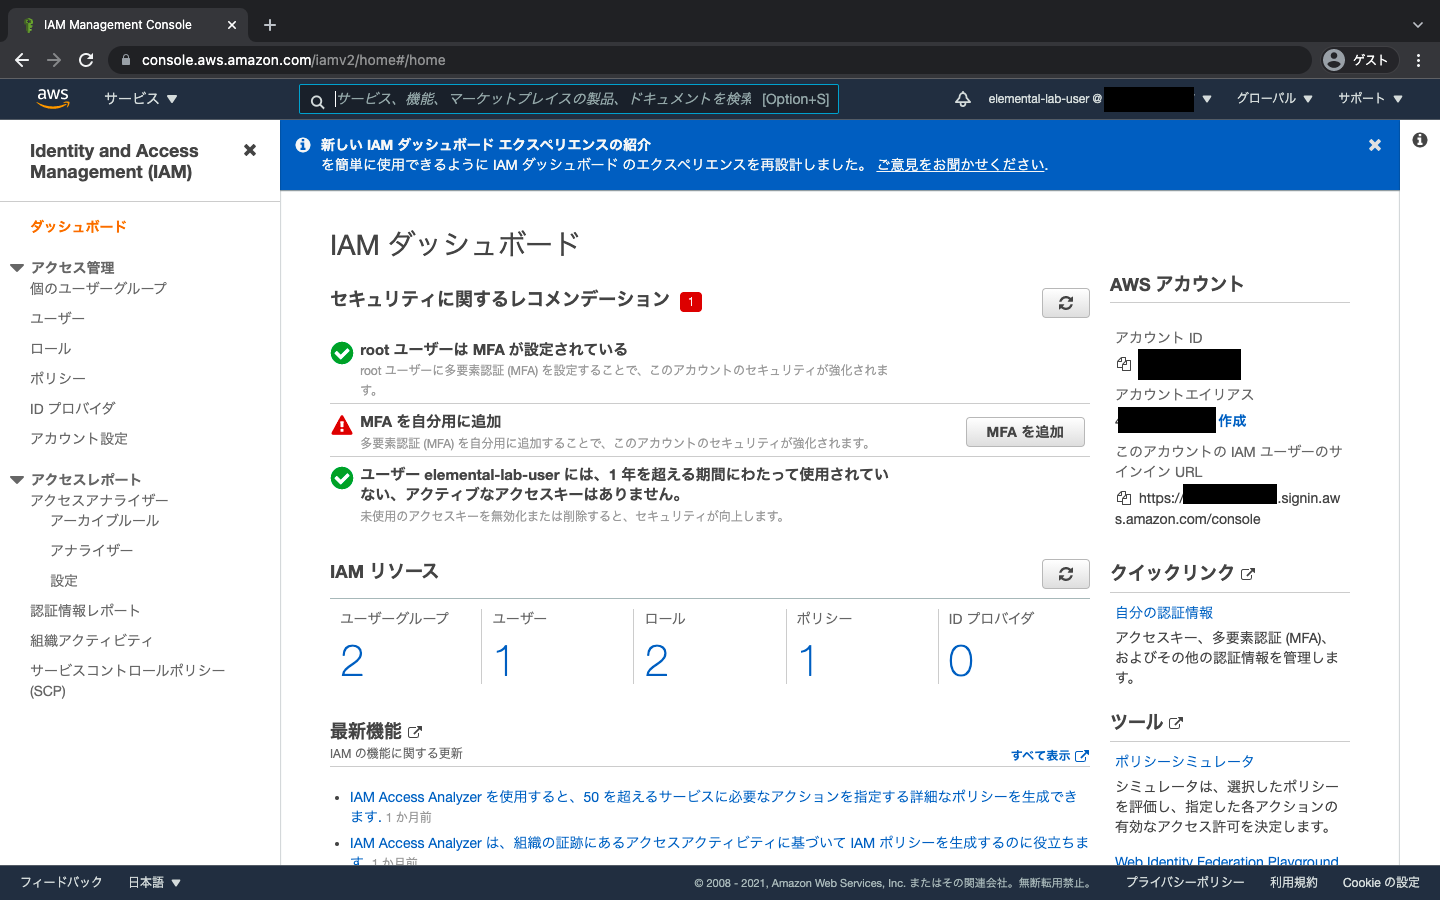 IAM Management Console
console.aws.amazon.com/iamv2/home#/home
ゲスト
aws
サービス
サービス、機能、マーケットプレイスの製品、ドキュメントを検索 [Option+S]
elemental-lab-user @
グローバル
サポート
Identity and Access
Management (IAM)
ダッシュボード
アクセス管理
個のユーザーグループ
ユーザー
ロール
ポリシー
ID プロバイダ
アカウント設定
アクセスレポート
アクセスアナライザー
アーカイブルール
アナライザー
設定
認証情報レポート
組織アクティビティ
サービスコントロールポリシー
(SCP)
新しい IAM ダッシュボード エクスペリエンスの紹介
を簡単に使用できるように IAM ダッシュボード のエクスペリエンスを再設計しました。 ご意見をお聞かせください.
IAM ダッシュボード
セキュリティに関するレコメンデーション 1
root ユーザーは MFA が設定されている
root ユーザーに多要素認証 (MFA) を設定することで、このアカウントのセキュリティが強化されま
す。
MFA を自分用に追加
多要素認証 (MFA) を自分用に追加することで、このアカウントのセキュリティが強化されます。
MFA を追加
ユーザー elemental-lab-user には、1 年を超える期間にわたって使用されてい
ない、アクティブなアクセスキーはありません。
未使用のアクセスキーを無効化または削除すると、セキュリティが向上します。
IAM リソース
ユーザーグループ
2
ユーザー
1
ロール
2
ポリシー
1
ID プロバイダ
0
最新機能
IAM の機能に関する更新
すべて表示
• IAM Access Analyzer を使用すると、50 を超えるサービスに必要なアクションを指定する詳細なポリシーを生成でき
ます. 1 か月前
• IAM Access Analyzer は、組織の証跡にあるアクセスアクティビティに基づいて IAM ポリシーを生成するのに役立ちま
す. 1 か月前
AWS アカウント
アカウント ID
アカウントエイリアス
作成
このアカウントの IAM ユーザーのサ
インイン URL
https://
.signin.aw
s.amazon.com/console
クイックリンク
自分の認証情報
アクセスキー、多要素認証 (MFA)、
およびその他の認証情報を管理しま
す。
ツール
ポリシーシミュレータ
シミュレータは、選択したポリシー
を評価し、指定した各アクションの
有効なアクセス許可を決定します。
Web Identity Federation Playground
フィードバック
日本語
© 2008 - 2021, Amazon Web Services, Inc. またはその関連会社。無断転用禁止。
プライバシーポリシー
利用規約
Cookie の設定